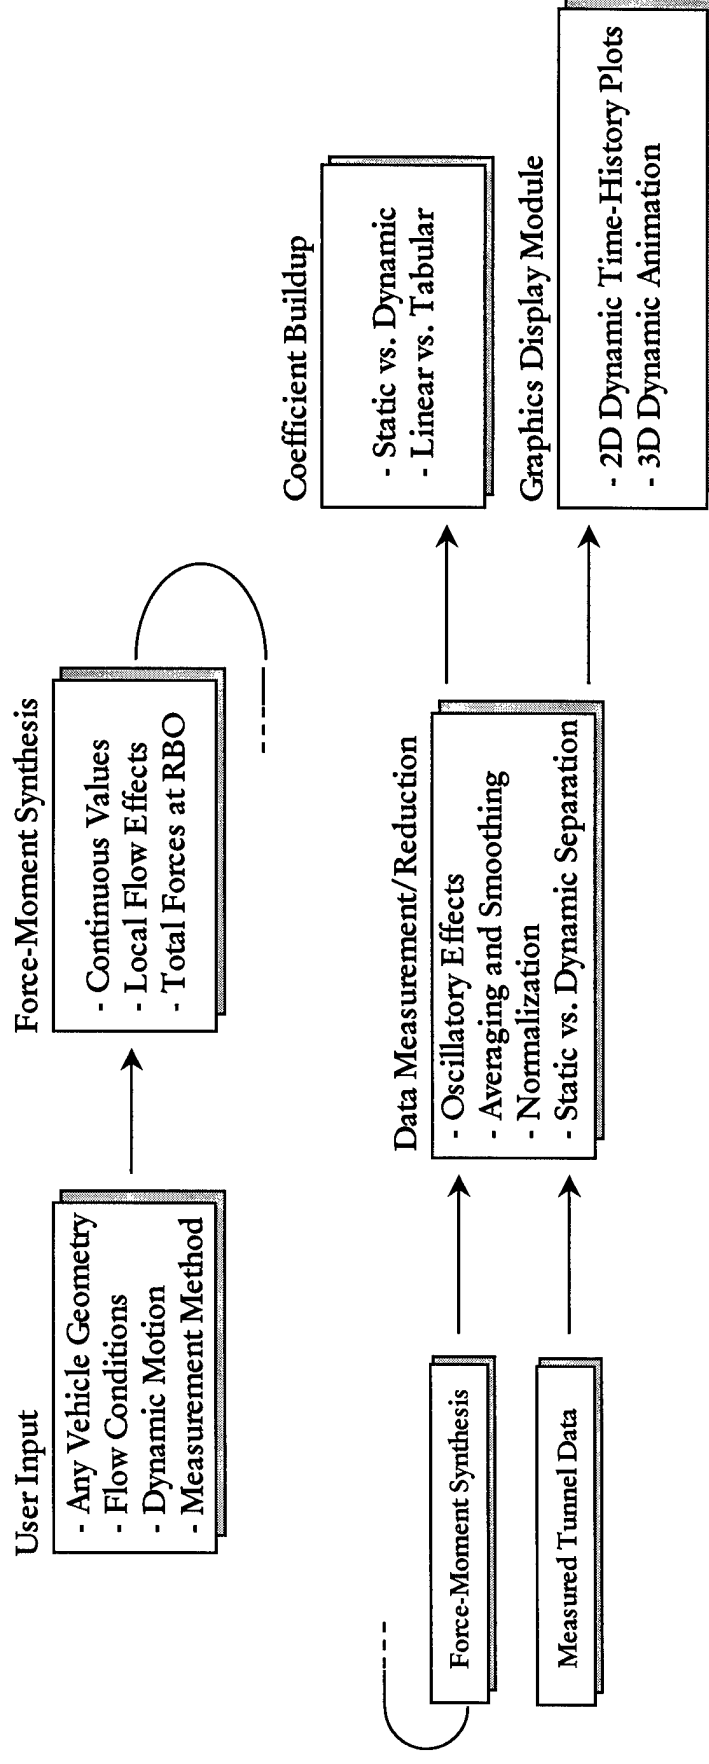 User Input
- Any Vehicle Geometry
- Flow Conditions
- Dynamic Motion
- Measurement Method
Force-Moment Synthesis
- Continuous Values
- Local Flow Effects
- Total Forces at RBO
Force-Moment Synthesis
Measured Tunnel Data
Data Measurement/Reduction
- Oscillatory Effects
- Averaging and Smoothing
- Normalization
- Static vs. Dynamic Separation
Coefficient Buildup
- Static vs. Dynamic
- Linear vs. Tabular
Graphics Display Module
- 2D Dynamic Time-History Plots
- 3D Dynamic Animation